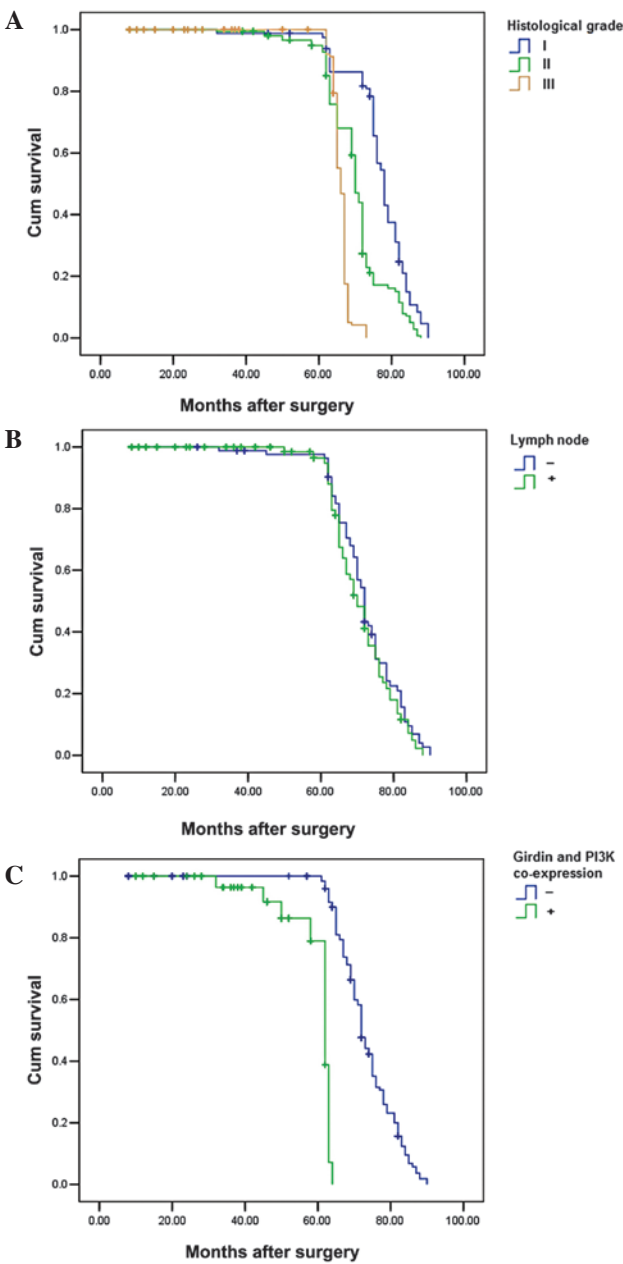 A
Histological grade
I
II
III
Cum survival
1.0
0.8
0.6
0.4
0.2
0.0
0.00 20.00 40.00 60.00 80.00 100.00
Months after surgery
B
Lymph node
–
+
Cum survival
1.0
0.8
0.6
0.4
0.2
0.0
0.00 20.00 40.00 60.00 80.00 100.00
Months after surgery
C
Girdin and PI3K
co-expression
–
+
Cum survival
1.0
0.8
0.6
0.4
0.2
0.0
0.00 20.00 40.00 60.00 80.00 100.00
Months after surgery